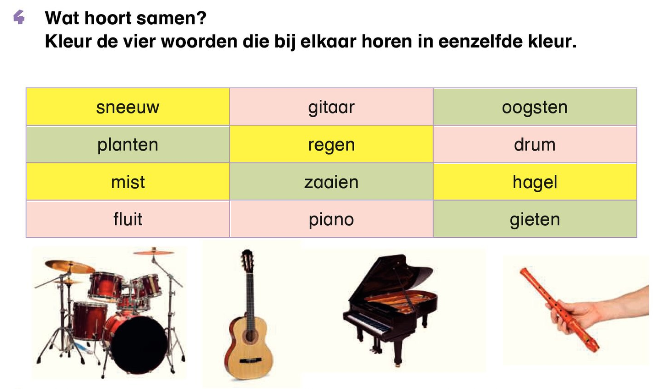 4 Wat hoort samen?
Kleur de vier woorden die bij elkaar horen in eenzelfde kleur.
sneeuw gitaar oogsten
planten regen drum
mist zaaien hagel
fluit piano gieten